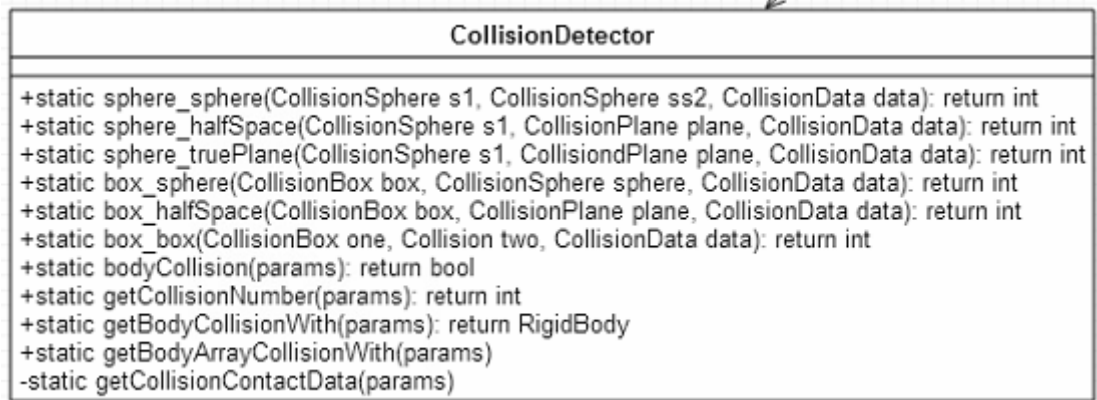 CollisionDetector
+static sphere_sphere(CollisionSphere s1, CollisionSphere ss2, CollisionData data): return int
+static sphere_halfSpace(CollisionSphere s1, CollisionPlane plane, CollisionData data): return int
+static sphere_truePlane(CollisionSphere s1, CollisiondPlane plane, CollisionData data): return int
+static box_sphere(CollisionBox box, CollisionSphere sphere, CollisionData data): return int
+static box_halfSpace(CollisionBox box, CollisionPlane plane, CollisionData data): return int
+static box_box(CollisionBox one, Collision two, CollisionData data): return int
+static bodyCollision(params): return bool
+static getCollisionNumber(params): return int
+static getBodyCollisionWith(params): return RigidBody
+static getBodyArrayCollisionWith(params)
-static getCollisionContactData(params)